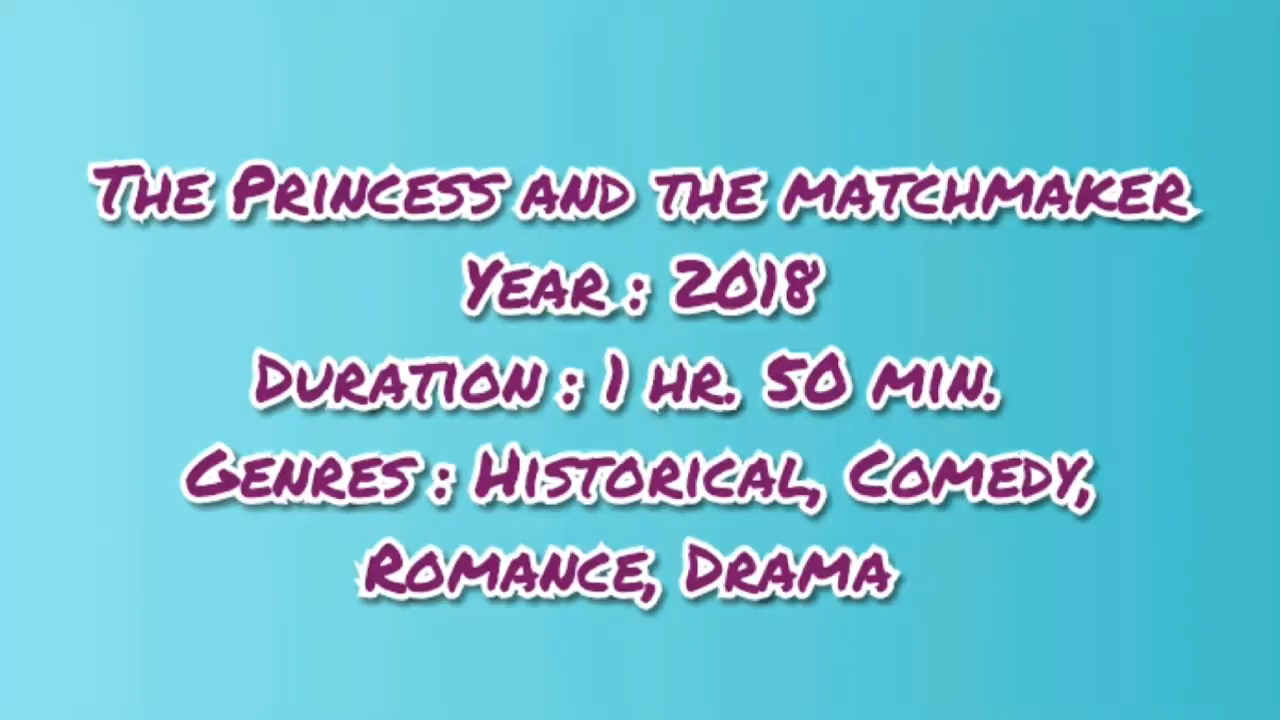 The Princess and the matchmaker
Year : 2018
Duration : 1 hr. 50 min.
Genres : Historical, Comedy,
Romance, Drama